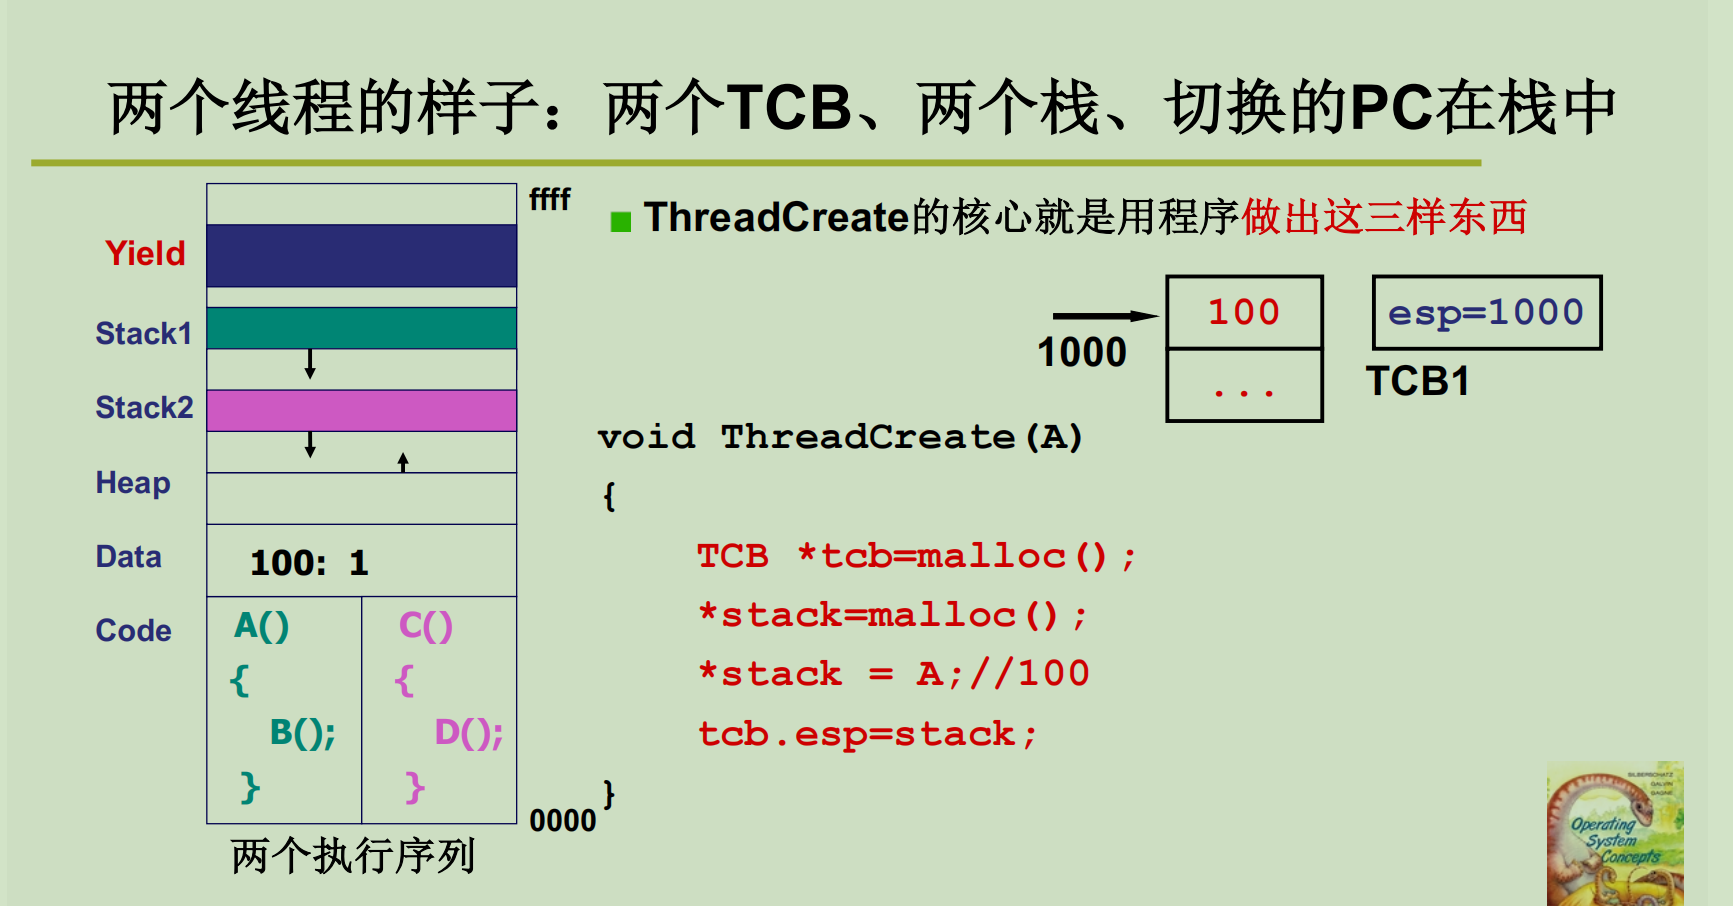 两个线程的样子：两个TCB、两个栈、切换的PC在栈中
ffff
Yield
Stack1
Stack2
Heap
Data
100: 1
Code
A()
{
B();
}
C()
{
D();
}
0000
两个执行序列
ThreadCreate的核心就是用程序做出这三样东西
1000
100
...
esp=1000
TCB1
void ThreadCreate(A)
{
TCB *tcb=malloc();
*stack=malloc();
*stack = A;//100
tcb.esp=stack;
}
SILBERSCHATZ
GALVIN
GAGNE
Operating
System
Concepts